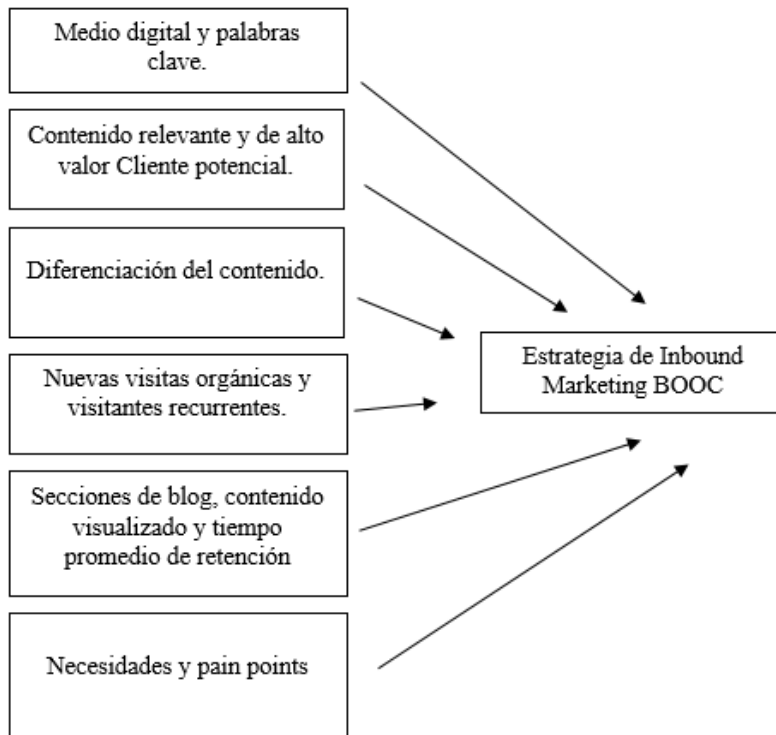 Medio digital y palabras
clave.
Contenido relevante y de alto
valor Cliente potencial.
Diferenciación del contenido.
Nuevas visitas orgánicas y
visitantes recurrentes.
Secciones de blog, contenido
visualizado y tiempo
promedio de retención
Necesidades y pain points
Estrategia de Inbound
Marketing BOOC